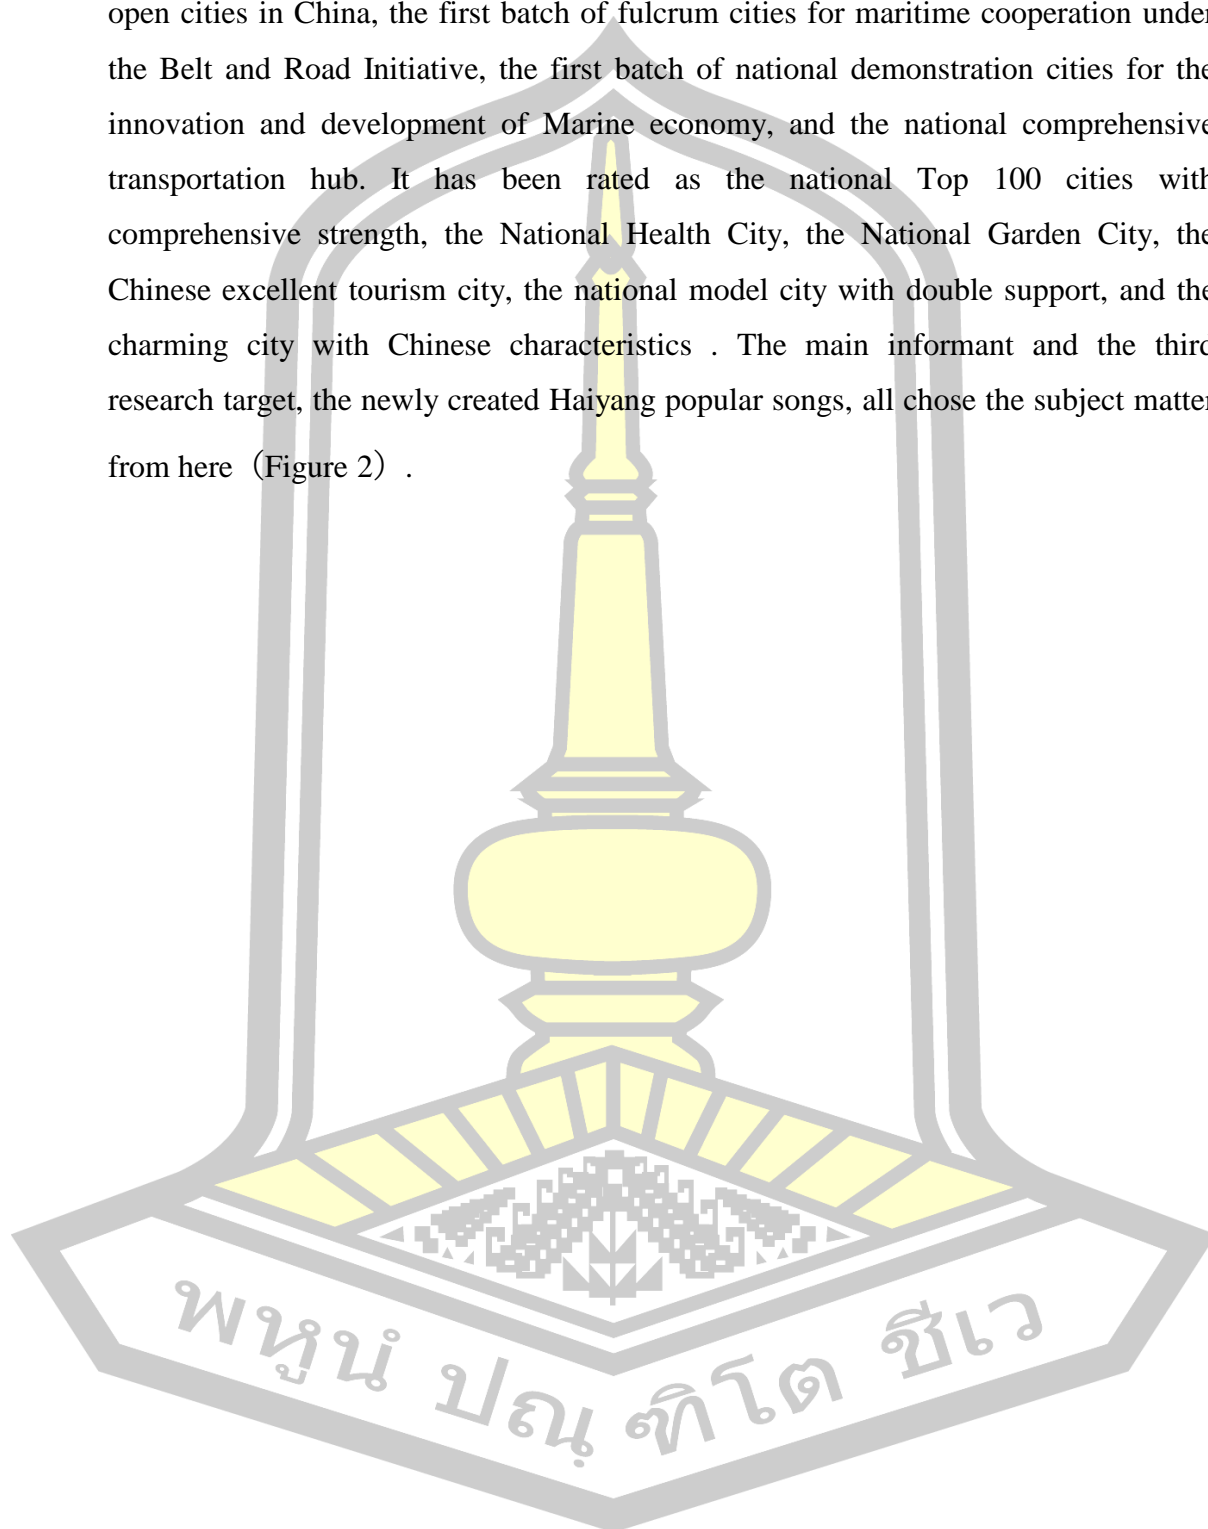 open cities in China, the first batch of fulcrum cities for maritime cooperation under
the Belt and Road Initiative, the first batch of national demonstration cities for the
innovation and development of Marine economy, and the national comprehensive
transportation hub. It has been rated as the national Top 100 cities with
comprehensive strength, the National Health City, the National Garden City, the
Chinese excellent tourism city, the national model city with double support, and the
charming city with Chinese characteristics . The main informant and the third
research target, the newly created Haiyang popular songs, all chose the subject matter
from here（Figure 2）.
พหูนํ ปณฺฑิโต ชีเว